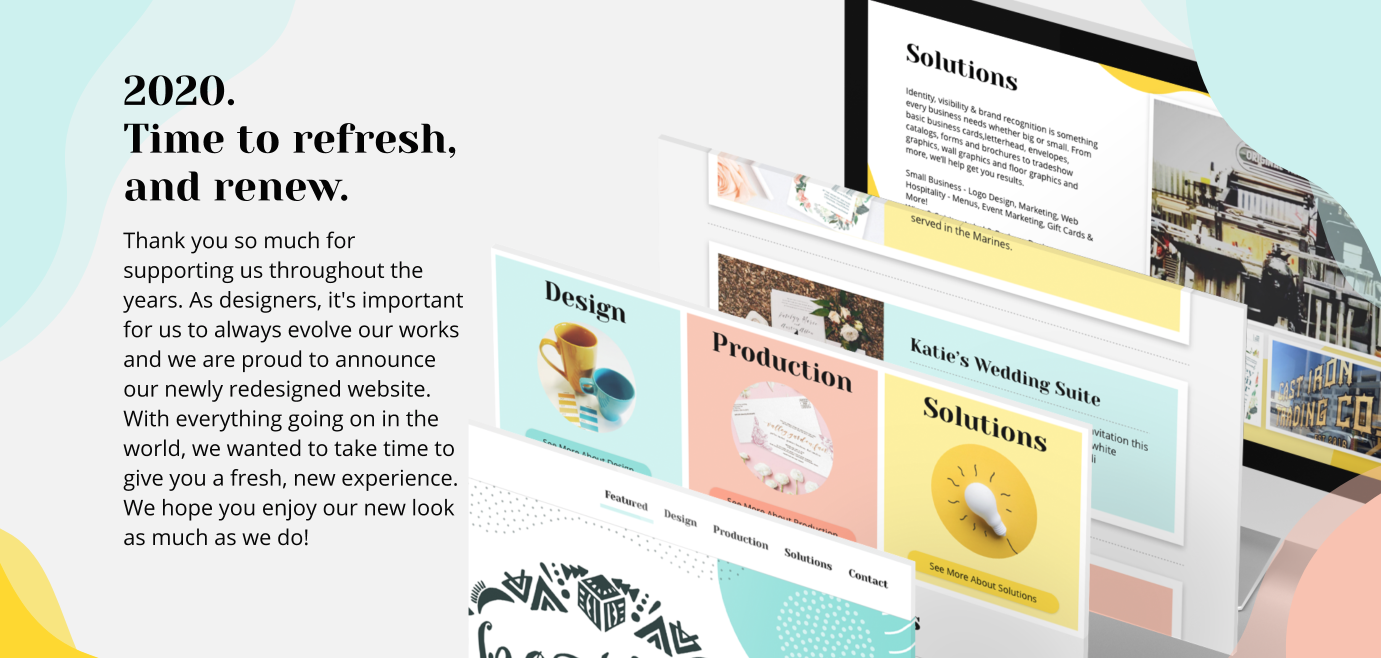 2020.
Time to refresh,
and renew.
Thank you so much for
supporting us throughout the
years. As designers, it's important
for us to always evolve our works
and we are proud to announce
our newly redesigned website.
With everything going on in the
world, we wanted to take time to
give you a fresh, new experience.
We hope you enjoy our new look
as much as we do!
Solutions
Identity, visibility & brand recognition is something
every business needs whether big or small. From
basic business cards,letterhead, envelopes,
catalogs, forms and brochures to tradeshow
graphics, wall graphics and floor graphics and
more, we'll help get you results.
Small Business - Logo Design, Marketing, Web
Hospitality - Menus, Event Marketing, Gift Cards &
More!
served in the Marines.
Katie's Wedding Suite
this
white
Design
See More About Design
Production
See More About Production
Solutions
See More About Solutions
Featured
Design
Production
Solutions
Contact
CO.